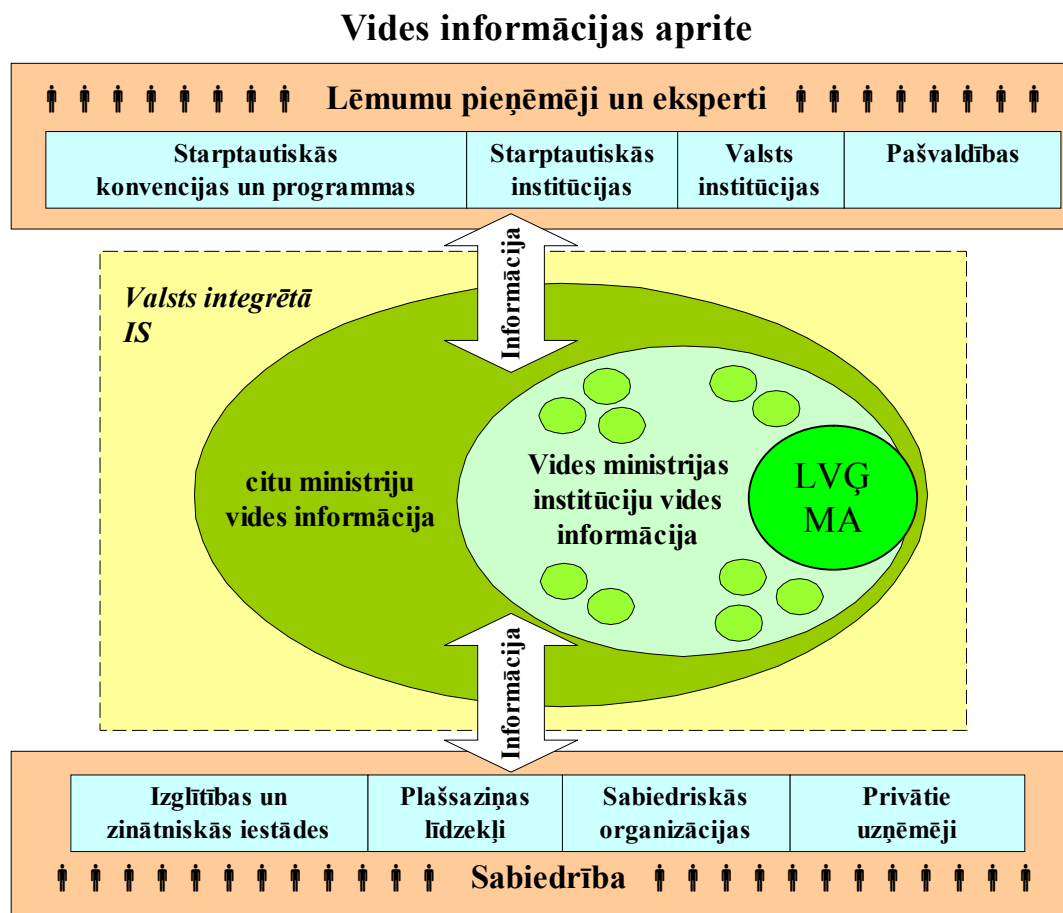 Vides informācijas aprite
Lēmumu pieņēmēji un eksperti
Starptautiskās
konvencijas un programmas
Starptautiskās
institūcijas
Valsts
institūcijas
Pašvaldības
Informācija
Valsts integrētā
IS
citu ministriju
vides informācija
Vides ministrijas
institūciju vides
informācija
LVĢ
MA
Informācija
Izglītības un
zinātniskās iestādes
Plašsaziņas
līdzekļi
Sabiedriskās
organizācijas
Privātie
uzņēmēji
Sabiedrība